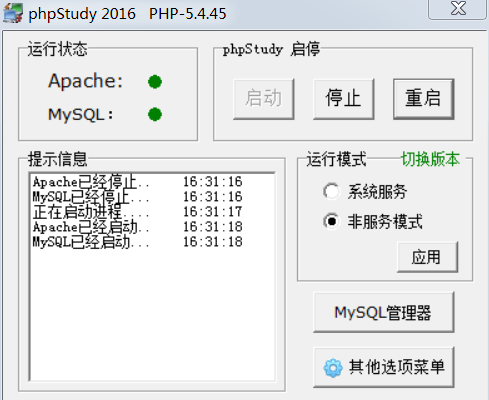 phpStudy 2016 PHP-5.4.45
运行状态
Apache:
MySQL:
phpStudy 启停
启动 停止 重启
提示信息
Apache已经停止.. 16:31:16
MySQL已经停止... 16:31:16
正在启动进程.... 16:31:17
Apache已经启动.. 16:31:18
MySQL已经启动... 16:31:18
运行模式 切换版本
系统服务
非服务模式
应用
MySQL管理器
其他选项菜单